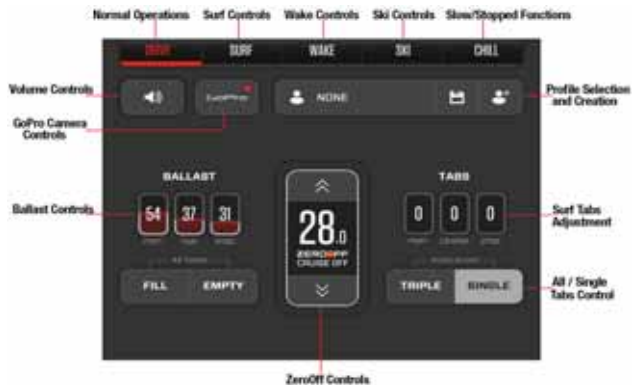 Normal Operations
Surf Controls
Wake Controls
Ski Controls
Slow/Stopped Functions
DRIVE
SURF
WAKE
SKI
CHILL
Volume Controls
GoPro
NONE
Profile Selection
and Creation
GoPro Camera
Controls
BALLAST
TABS
Ballast Controls
54
37
31
28.0
ZEROOFF
CRUISE OFF
0
0
0
CENTER
Surf Tabs
Adjustment
FILL
EMPTY
TRIPLE
SINGLE
All / Single
Tabs Control
ZeroOff Controls